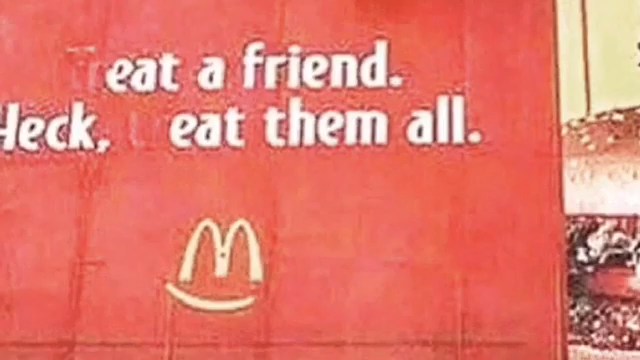 eat a friend.
Heck, eat them all.
M